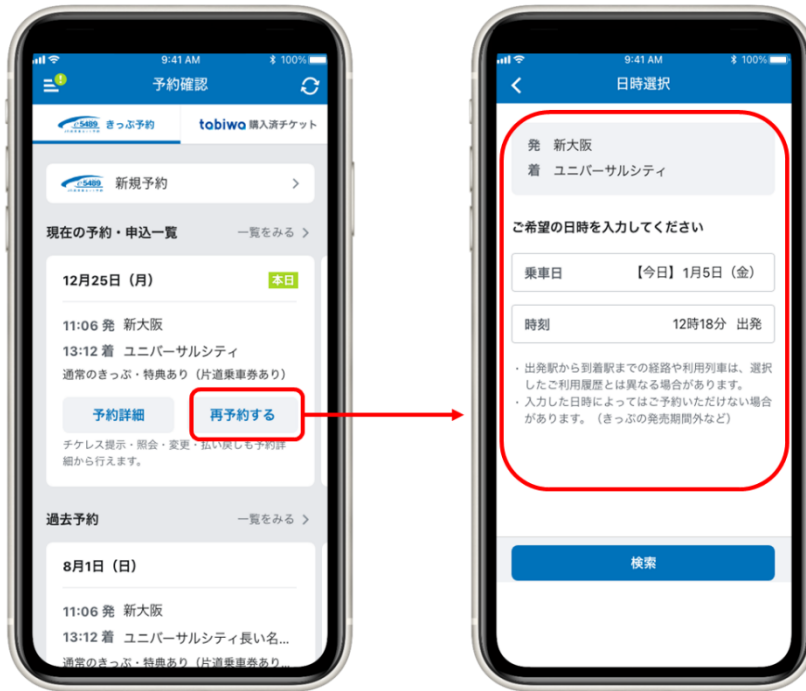 9:41 AM
100%
予約確認
e5489 きっぷ予約
tabiwa 購入済チケット
e5489 新規予約
現在の予約・申込一覧
一覧をみる
12月25日（月）
本日
11:06 発 新大阪
13:12 着 ユニバーサルシティ
通常のきっぷ・特典あり（片道乗車券あり）
予約詳細
再予約する
チケレス提示・照会・変更・払い戻しも予約詳
細から行えます。
過去予約
一覧をみる
8月1日（日）
11:06 発 新大阪
13:12 着 ユニバーサルシティ長い名...
通常のきっぷ・特典あり（片道乗車券あり...
9:41 AM
100%
日時選択
発 新大阪
着 ユニバーサルシティ
ご希望の日時を入力してください
乗車日 【今日】1月5日（金）
時刻 12時18分 出発
・出発駅から到着駅までの経路や利用列車は、選択
したご利用履歴とは異なる場合があります。
・入力した日時によってはご予約いただけない場合
があります。（きっぷの発売期間外など）
検索